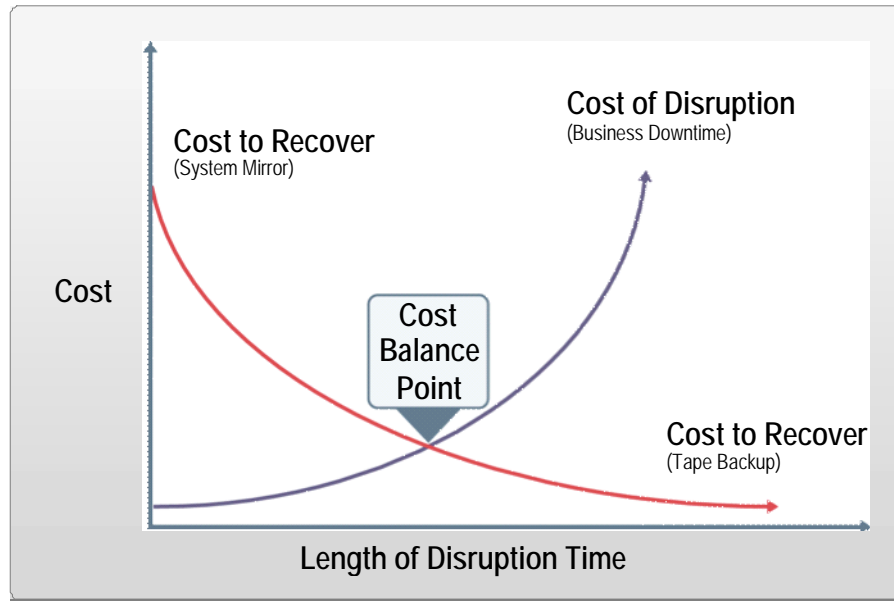 Cost of Disruption
(Business Downtime)
Cost to Recover
(System Mirror)
Cost
Cost
Balance
Point
Cost to Recover
(Tape Backup)
Length of Disruption Time